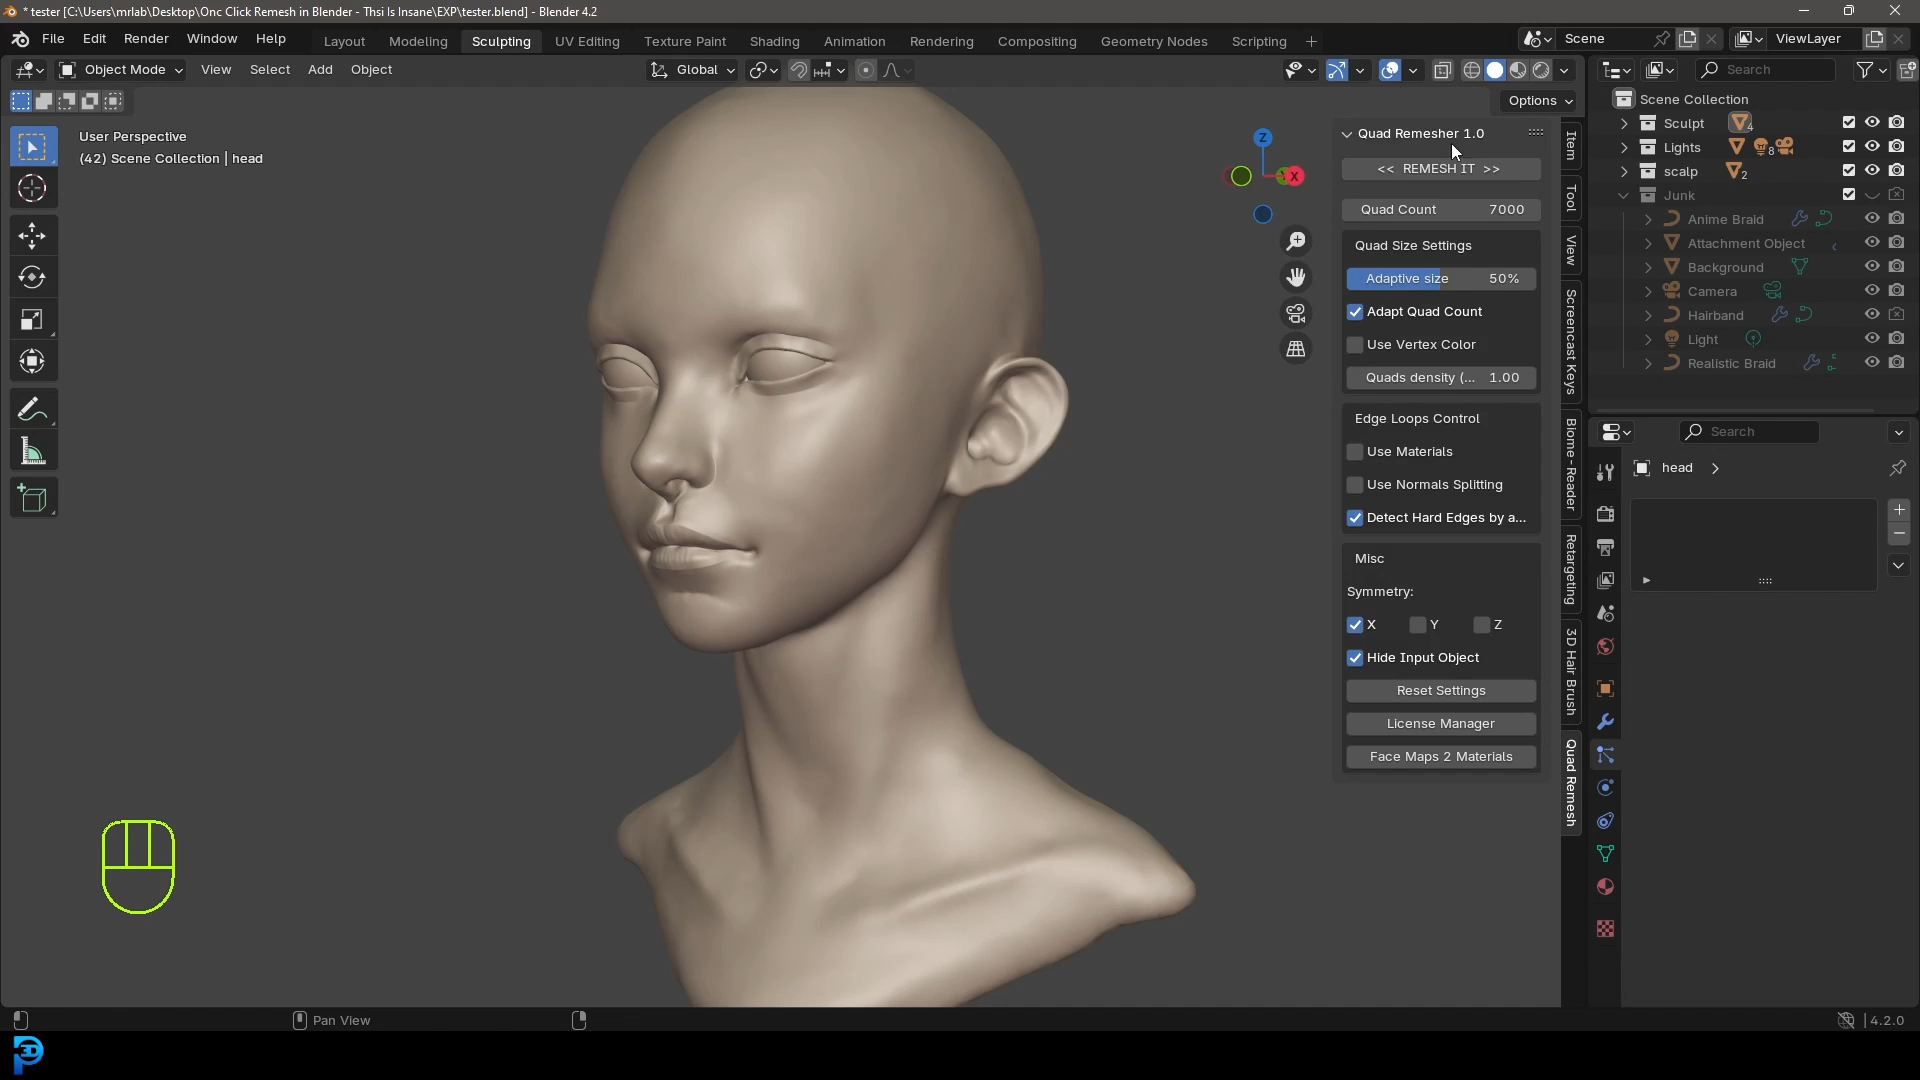 * tester [C:\Users\mrlab\Desktop\Onc Click Remesh in Blender - Thsi Is Insane\EXP\tester.blend] - Blender 4.2
File Edit Render Window Help
Layout Modeling Sculpting UV Editing Texture Paint Shading Animation Rendering Compositing Geometry Nodes Scripting +
Scene
ViewLayer
Object Mode View Select Add Object
Global
Search
Options
User Perspective
(42) Scene Collection | head
Z
X
Quad Remesher 1.0
<< REMESH IT >>
Quad Count 7000
Quad Size Settings
Adaptive size 50%
Adapt Quad Count
Use Vertex Color
Quads density (... 1.00
Edge Loops Control
Use Materials
Use Normals Splitting
Detect Hard Edges by a...
Misc
Symmetry:
X Y Z
Hide Input Object
Reset Settings
License Manager
Face Maps 2 Materials
Item
Tool
View
Screencast Keys
Biome-Reader
Retargeting
3D Hair Brush
Quad Remesh
Scene Collection
Sculpt 4
Lights 8
scalp 2
Junk
Anime Braid
Attachment Object
Background
Camera
Hairband
Light
Realistic Braid
Search
head
Pan View
4.2.0